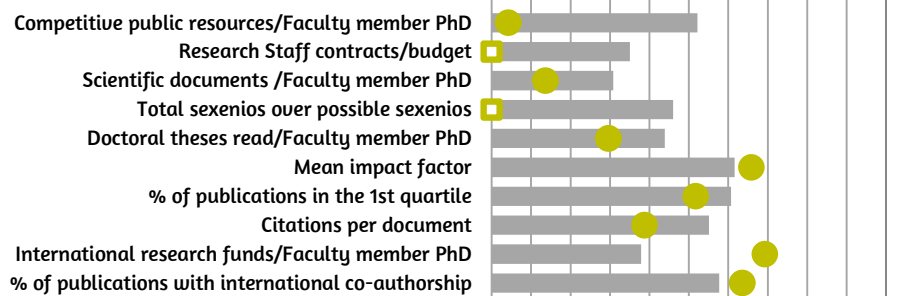 Competitive public resources/Faculty member PhD
Research Staff contracts/budget
Scientific documents /Faculty member PhD
Total sexenios over possible sexenios
Doctoral theses read/Faculty member PhD
Mean impact factor
% of publications in the 1st quartile
Citations per document
International research funds/Faculty member PhD
% of publications with international co-authorship